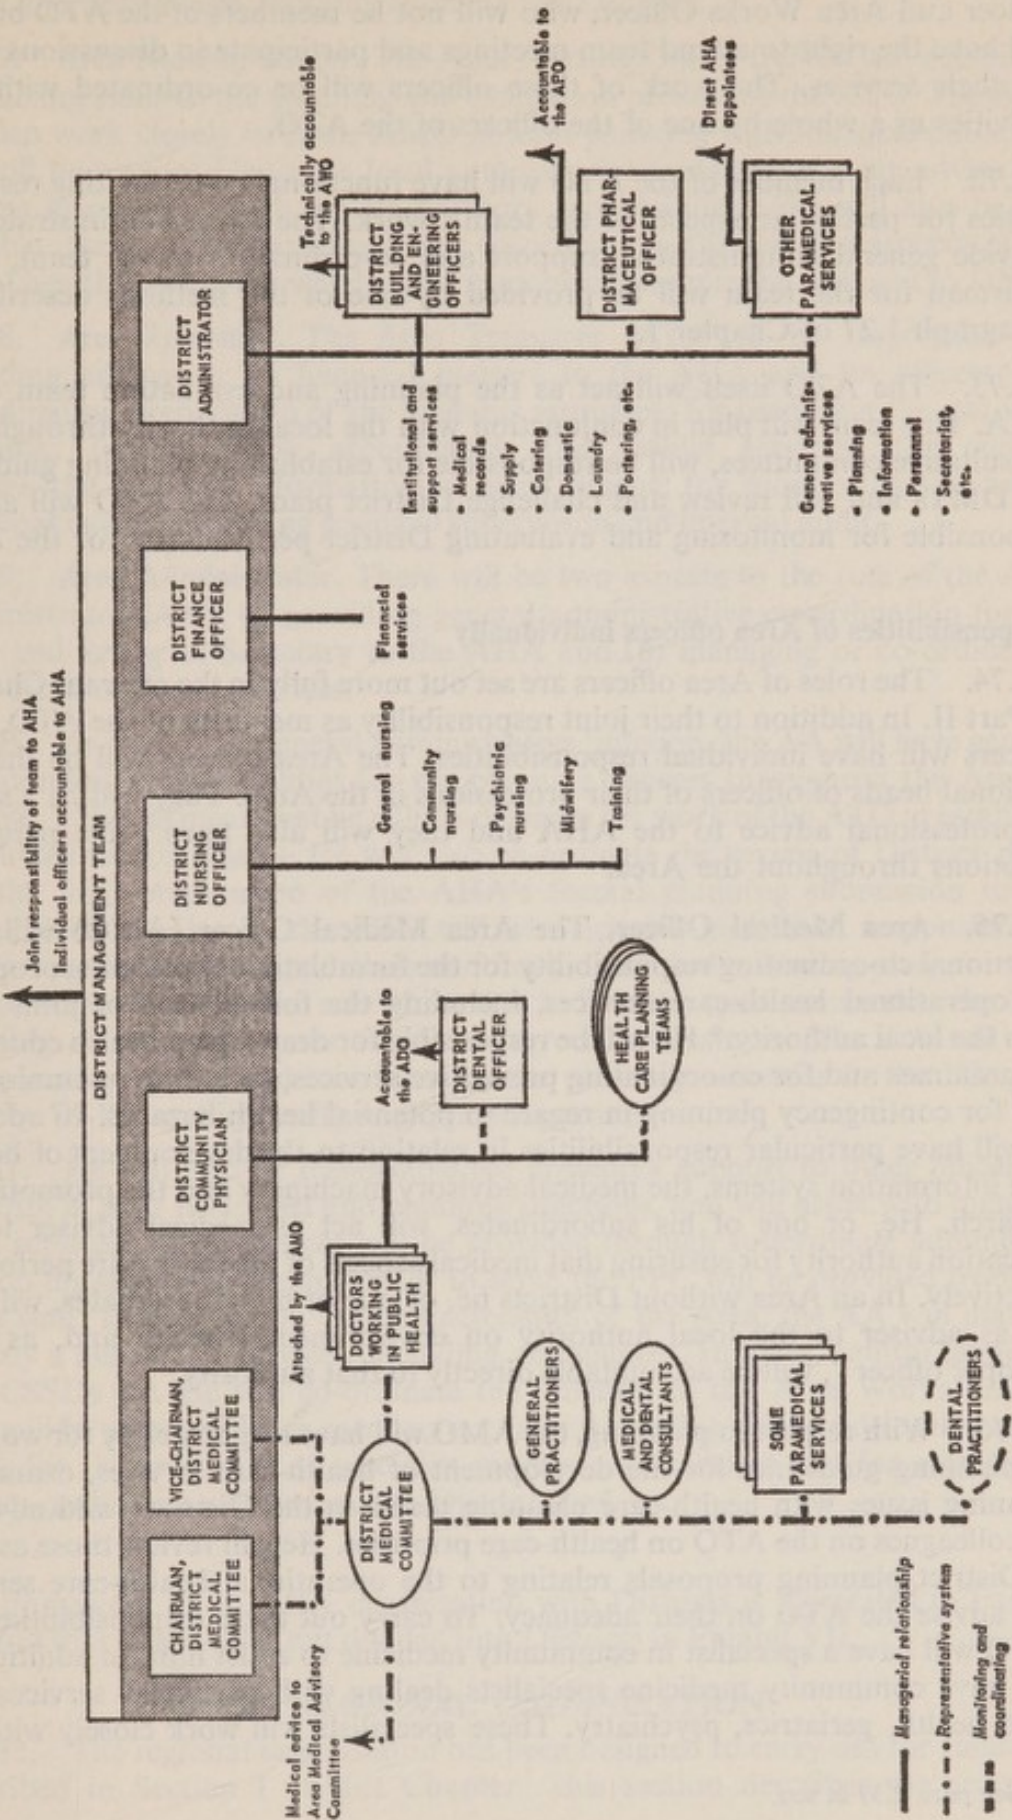 Joint responsibility of team to AHA
Individual officers accountable to AHA
DISTRICT MANAGEMENT TEAM
CHAIRMAN,
DISTRICT
MEDICAL
COMMITTEE
VICE-CHAIRMAN,
DISTRICT
MEDICAL
COMMITTEE
DISTRICT
COMMUNITY
PHYSICIAN
DISTRICT
NURSING
OFFICER
DISTRICT
FINANCE
OFFICER
DISTRICT
ADMINISTRATOR
Medical advice to
Area Medical Advisory
Committee
DISTRICT
MEDICAL
COMMITTEE
Attached by the AMO
DOCTORS
WORKING
IN PUBLIC
HEALTH
GENERAL
PRACTITIONERS
MEDICAL
AND DENTAL
CONSULTANTS
SOME
PARAMEDICAL
SERVICES
DENTAL
PRACTITIONERS
Accountable to
the ADO
DISTRICT
DENTAL
OFFICER
HEALTH
CARE PLANNING
TEAMS
General nursing
Community
nursing
Psychiatric
nursing
Midwifery
Training
Financial
services
Institutional and
support services
• Medical
records
• Supply
• Catering
• Domestic
• Laundry
• Portering, etc.
General adminis-
trative services
• Planning
• Information
• Personnel
• Secretariat,
etc.
Technically accountable
to the AWO
DISTRICT
BUILDING
AND EN-
GINEERING
OFFICERS
Accountable to
the APO
DISTRICT PHAR-
MACEUTICAL
OFFICER
Direct AHA
appointees
OTHER
PARAMEDICAL
SERVICES
Managerial relationship
Representative system
Monitoring and
coordinating